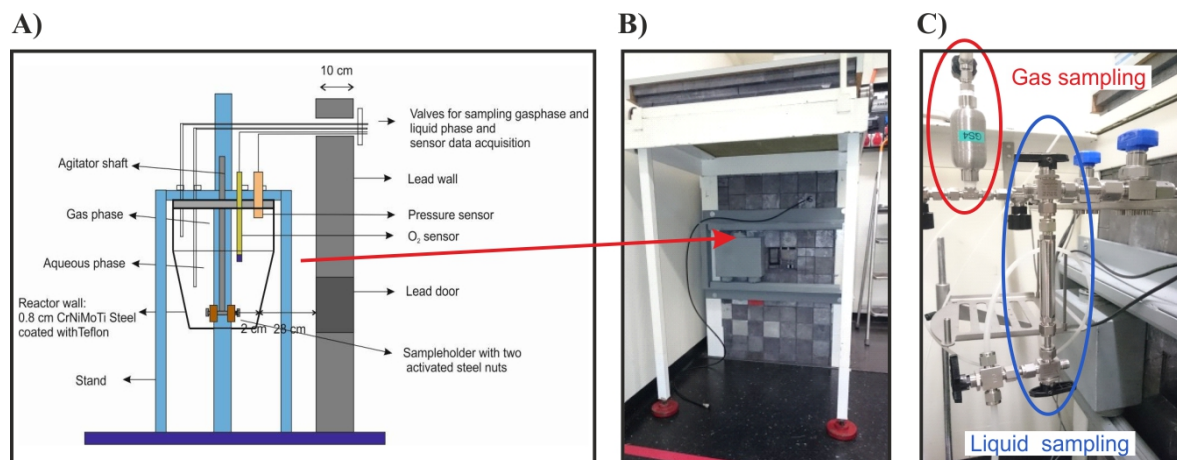 A)
B)
C)
10 cm
Valves for sampling gasphase and
liquid phase and
sensor data acquisition
Agitator shaft
Lead wall
Gas phase
Pressure sensor
O2 sensor
Aqueous phase
Lead door
Reactor wall:
0.8 cm CrNiMoTi Steel
coated withTeflon
2 cm 28 cm
Sampleholder with two
activated steel nuts
Stand
Gas sampling
GS4
Liquid sampling